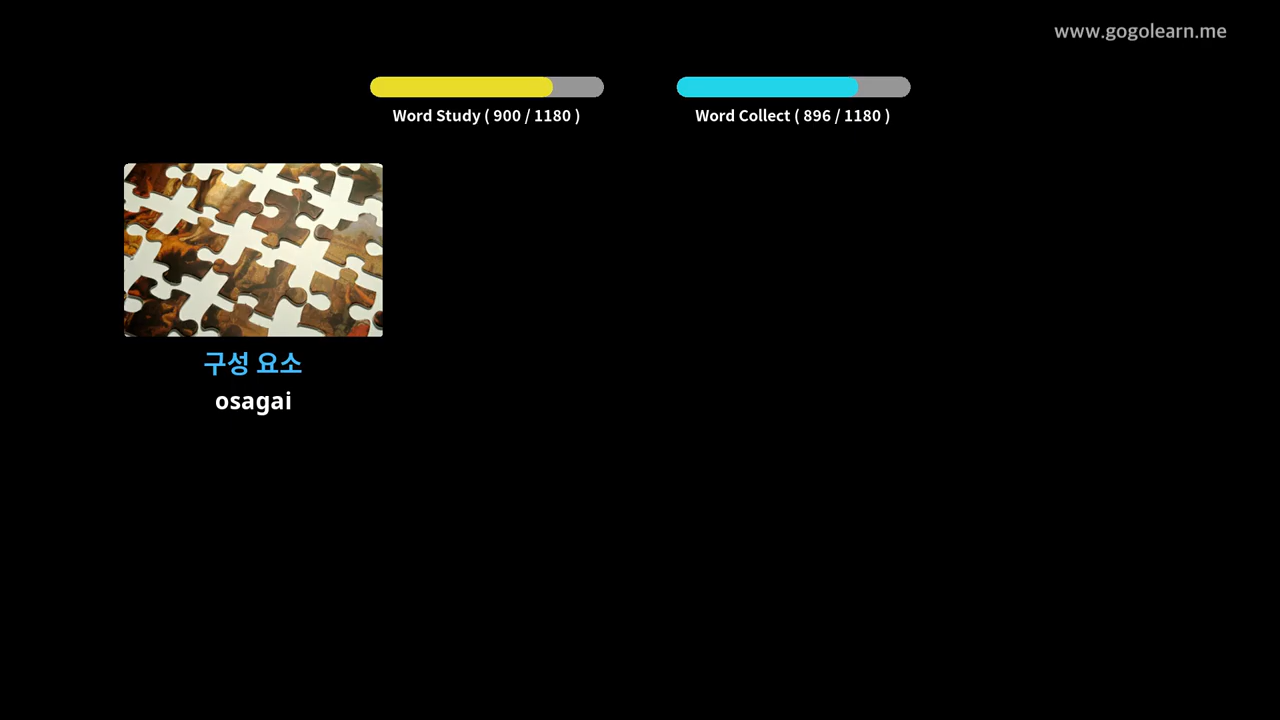 www.gogolearn.me
Word Study ( 900 / 1180 )
Word Collect ( 896 / 1180 )
구성 요소
osagai